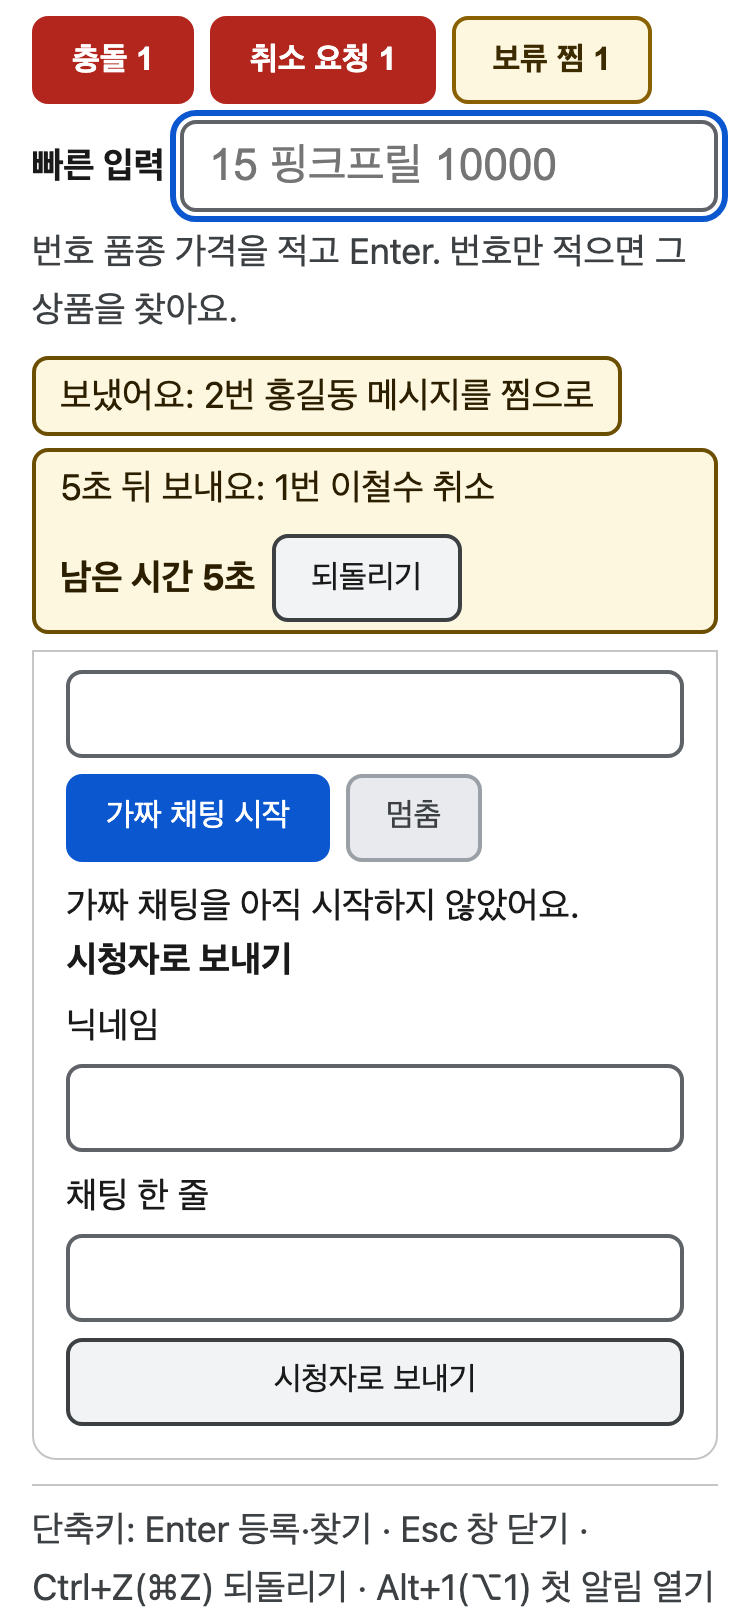 충돌 1 취소 요청 1 보류 찜 1
빠른 입력 15 핑크프릴 10000
번호 품종 가격을 적고 Enter. 번호만 적으면 그
상품을 찾아요.
보냈어요: 2번 홍길동 메시지를 찜으로
5초 뒤 보내요: 1번 이철수 취소
남은 시간 5초 되돌리기
가짜 채팅 시작 멈춤
가짜 채팅을 아직 시작하지 않았어요.
시청자로 보내기
닉네임
채팅 한 줄
시청자로 보내기
단축키: Enter 등록·찾기 · Esc 창 닫기 ·
Ctrl+Z(⌘Z) 되돌리기 · Alt+1(⌥1) 첫 알림 열기